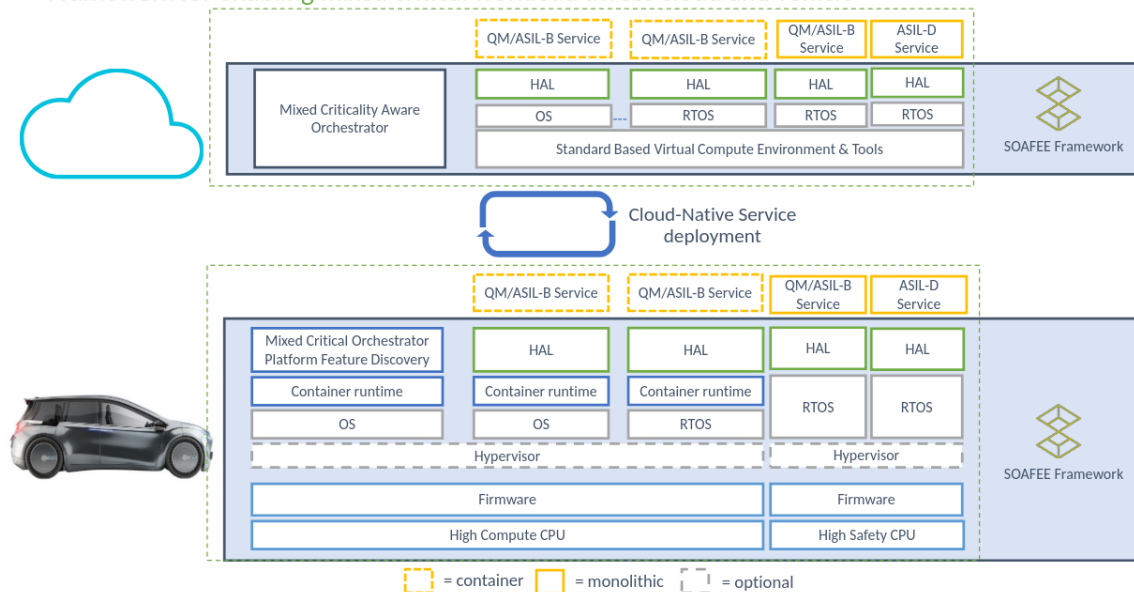 QM/ASIL-B Service
QM/ASIL-B Service
QM/ASIL-B
Service
ASIL-D
Service
Mixed Criticality Aware
Orchestrator
HAL
HAL
HAL
HAL
OS
---
RTOS
RTOS
RTOS
Standard Based Virtual Compute Environment & Tools
SOAFEE Framework
Cloud-Native Service
deployment
QM/ASIL-B Service
QM/ASIL-B Service
QM/ASIL-B
Service
ASIL-D
Service
Mixed Critical Orchestrator
Platform Feature Discovery
HAL
HAL
HAL
HAL
Container runtime
Container runtime
Container runtime
RTOS
RTOS
OS
OS
RTOS
Hypervisor
Hypervisor
SOAFEE Framework
Firmware
Firmware
High Compute CPU
High Safety CPU
= container
= monolithic
= optional